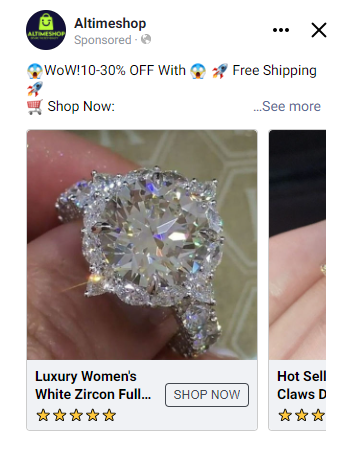 ALTIMESHOP
Altimeshop
Sponsored ·
😱WoW!10-30% OFF With 😱 🚀 Free Shipping
🚀
🛒 Shop Now:
...See more
Luxury Women's
White Zircon Full...
SHOP NOW
Hot Sell
Claws D